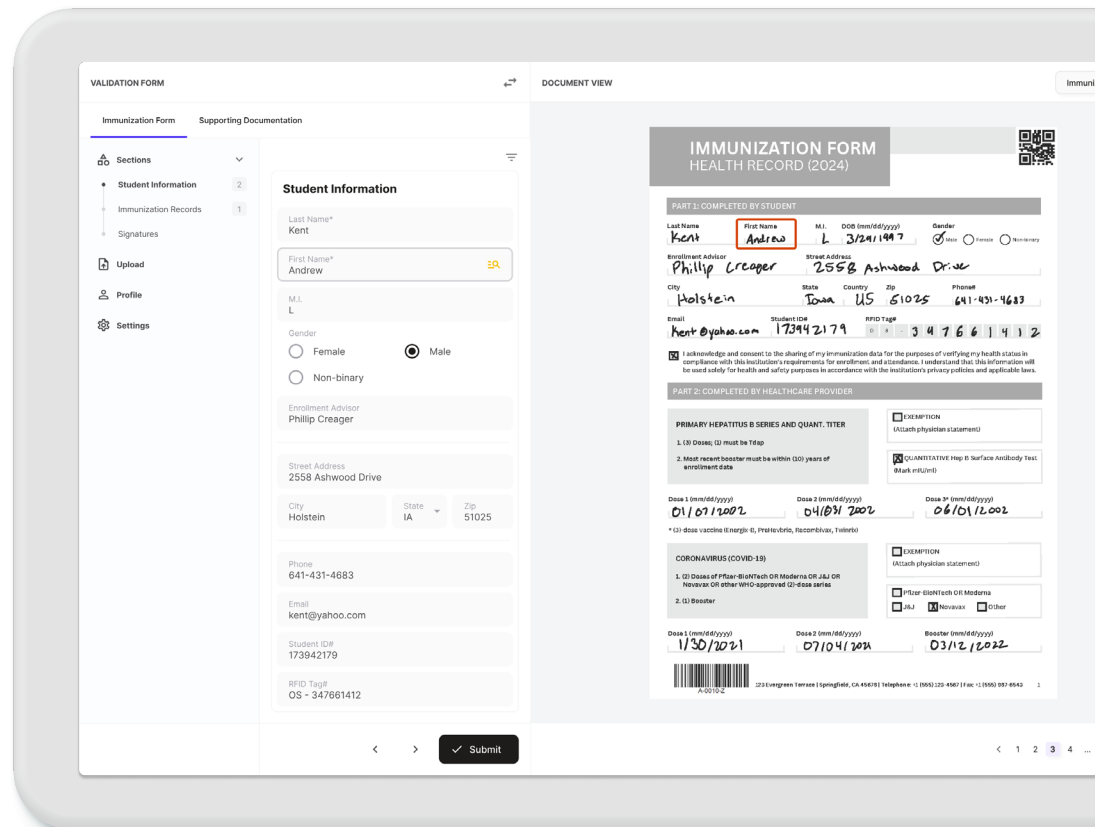 VALIDATION FORM
Immunization Form Supporting Documentation
Sections
Student Information 2
Immunization Records 1
Signatures
Upload
Profile
Settings
Student Information
Last Name*
Kent
First Name*
Andrew
M.I.
L
Gender
Female Male
Non-binary
Enrollment Advisor
Phillip Creager
Street Address
2558 Ashwood Drive
City State Zip
Holstein IA 51025
Phone
641-431-4683
Email
kent@yahoo.com
Student ID#
173942179
RFID Tag#
OS - 347661412
Submit
DOCUMENT VIEW
IMMUNIZATION FORM
HEALTH RECORD (2024)
PART 1: COMPLETED BY STUDENT
Last Name First Name M.I. DOB (mm/dd/yyyy) Gender
Kent Andrew L 3/29/1997 Male Female Non-binary
Enrollment Advisor Street Address
Phillip Creager 2558 Ashwood Drive
City State Country Zip Phone#
Holstein Iowa US 51025 641-431-4683
Email Student ID# RFID Tag#
Kent@yahoo.com 173942179 - 347661412
I acknowledge and consent to the sharing of my immunization data for the purposes of verifying my health status in
compliance with this institution's requirements for enrollment and attendance. I understand that this information will
be used solely for health and safety purposes in accordance with the institution's privacy policies and applicable laws.
PART 2: COMPLETED BY HEALTHCARE PROVIDER
PRIMARY HEPATITUS B SERIES AND QUANT. TITER
1. (3) Doses; (1) must be Tdap
2. Most recent booster must be within (10) years of
enrollment date
EXEMPTION
(Attach physician statement)
QUANTITATIVE Hep B Surface Antibody Test
(Mark mIU/ml)
Dose 1 (mm/dd/yyyy) Dose 2 (mm/dd/yyyy) Dose 3* (mm/dd/yyyy)
01/07/2002 04/03/2002 06/01/2002
* (3)-dose vaccine (Energix-B, PreHevbrio, Recombivax, Twinrix)
CORONAVIRUS (COVID-19)
1. (2) Doses of Pfizer-BioNTech OR Moderna OR J&J OR
Novavax OR other WHO-approved (2)-dose series
2. (1) Booster
EXEMPTION
(Attach physician statement)
Pfizer-BioNTech OR Moderna
J&J Novavax Other
Dose 1 (mm/dd/yyyy) Dose 2 (mm/dd/yyyy) Booster (mm/dd/yyyy)
1/30/2021 07/04/2021 03/12/2022
A-0010-Z
123 Evergreen Terrace | Springfield, CA 45678 | Telephone: +1 (555) 123-4567 | Fax: +1 (555) 987-6543 1
1 2 3 4 ...